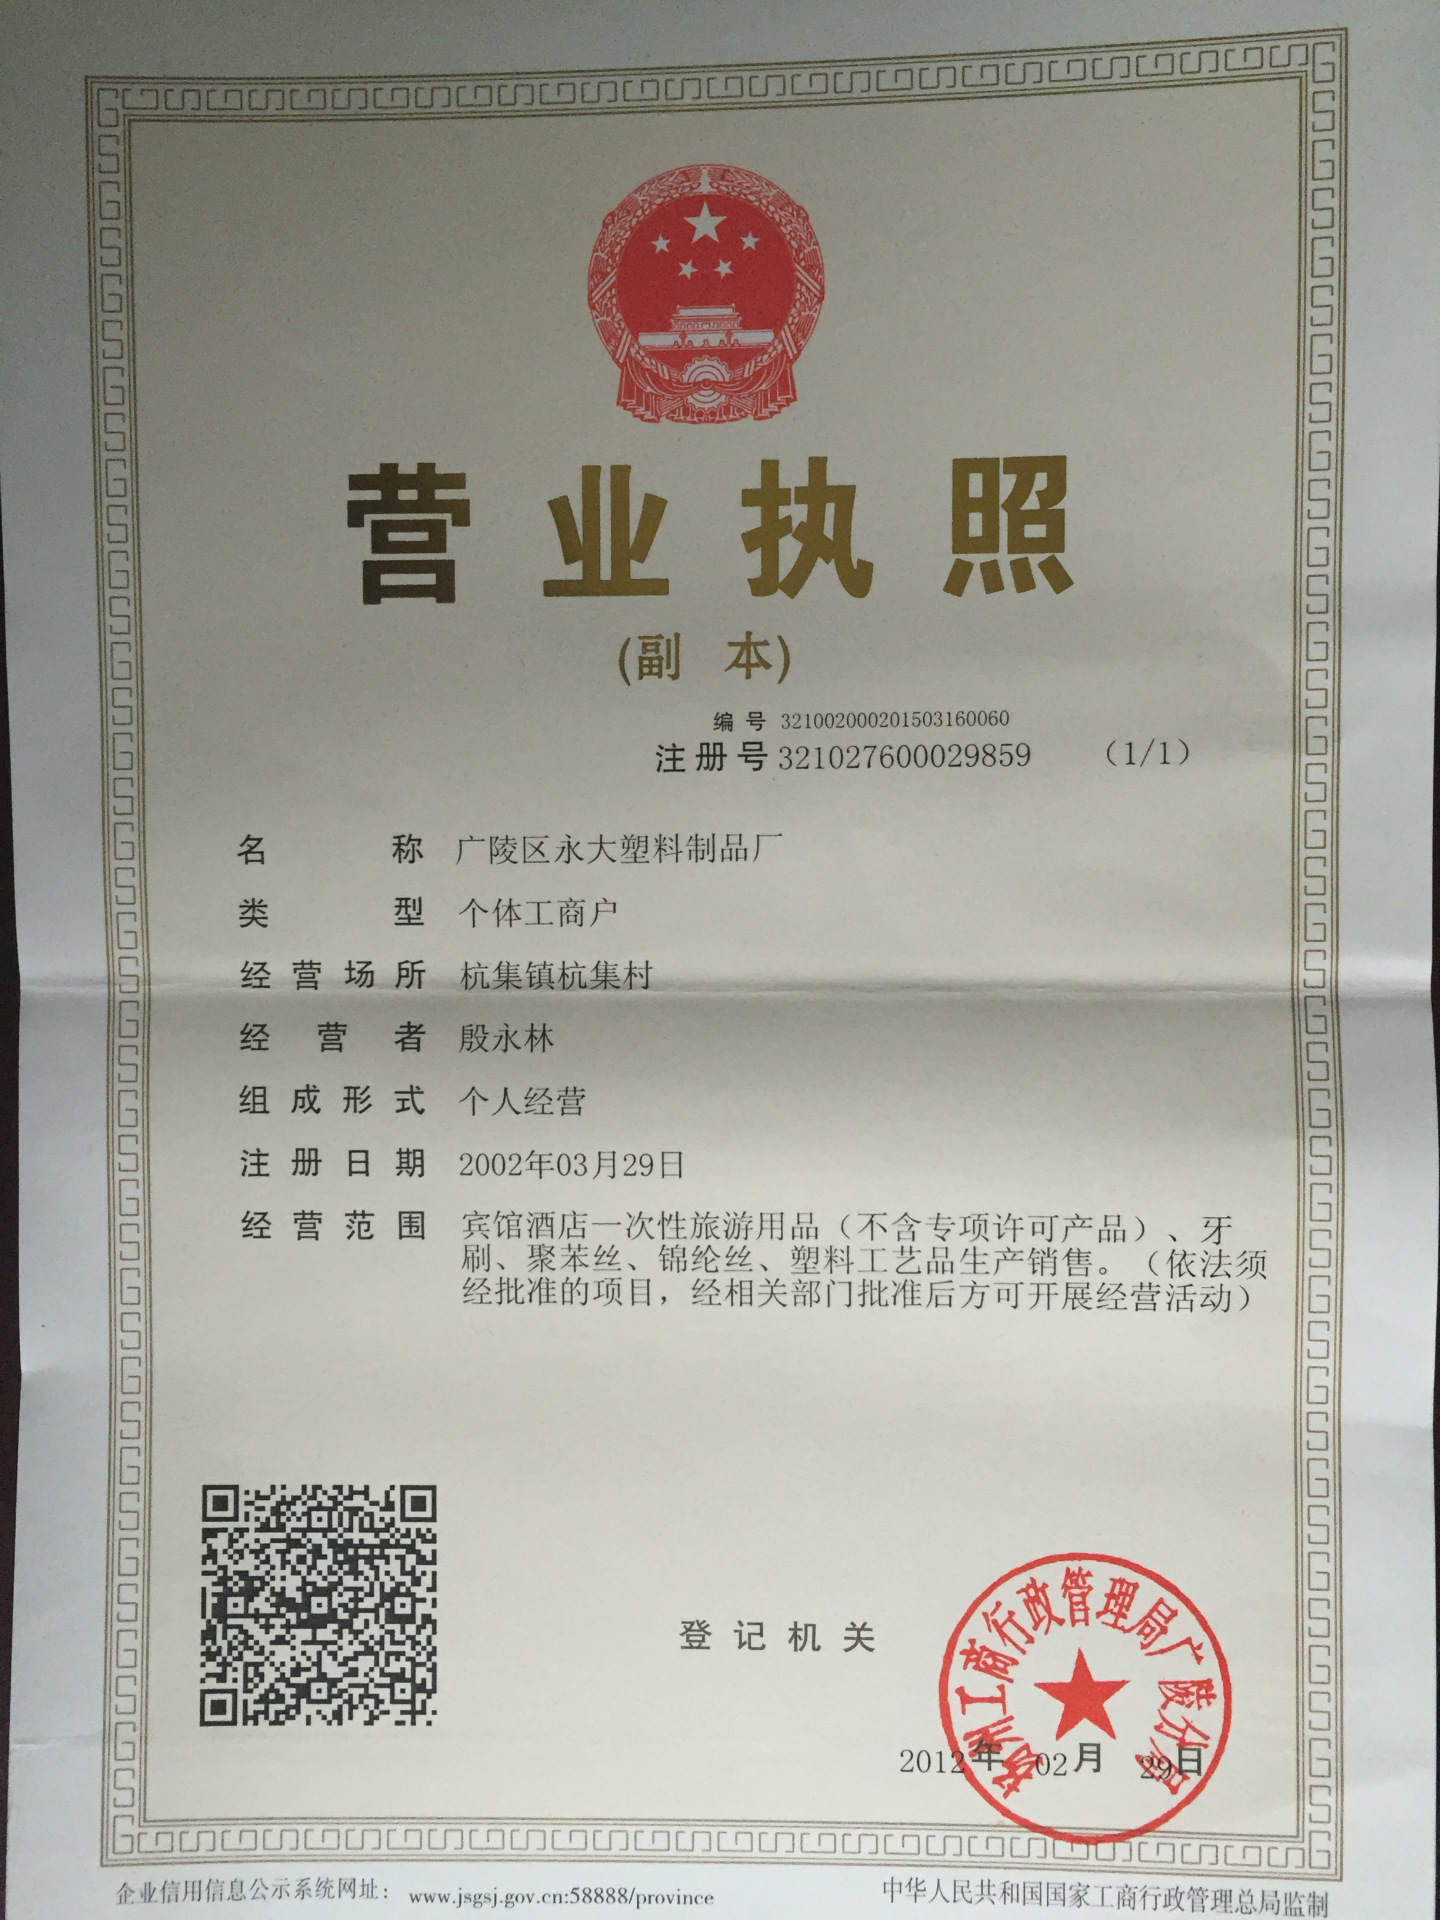 营业执照
(副 本)
编 号 321002000201503160060
注册号 321027600029859 （1/1）
名 称 广陵区永大塑料制品厂
类 型 个体工商户
经营场所 杭集镇杭集村
经营者 殷永林
组成形式 个人经营
注册日期 2002年03月29日
经营范围 宾馆酒店一次性旅游用品（不含专项许可产品）、牙
刷、聚苯丝、锦纶丝、塑料工艺品生产销售。（依法须
经批准的项目，经相关部门批准后方可开展经营活动）
登记机关
扬州工商行政管理局广陵分局
2012年 02月 29日
企业信用信息公示系统网址： www.jsgsj.gov.cn:58888/province
中华人民共和国国家工商行政管理总局监制